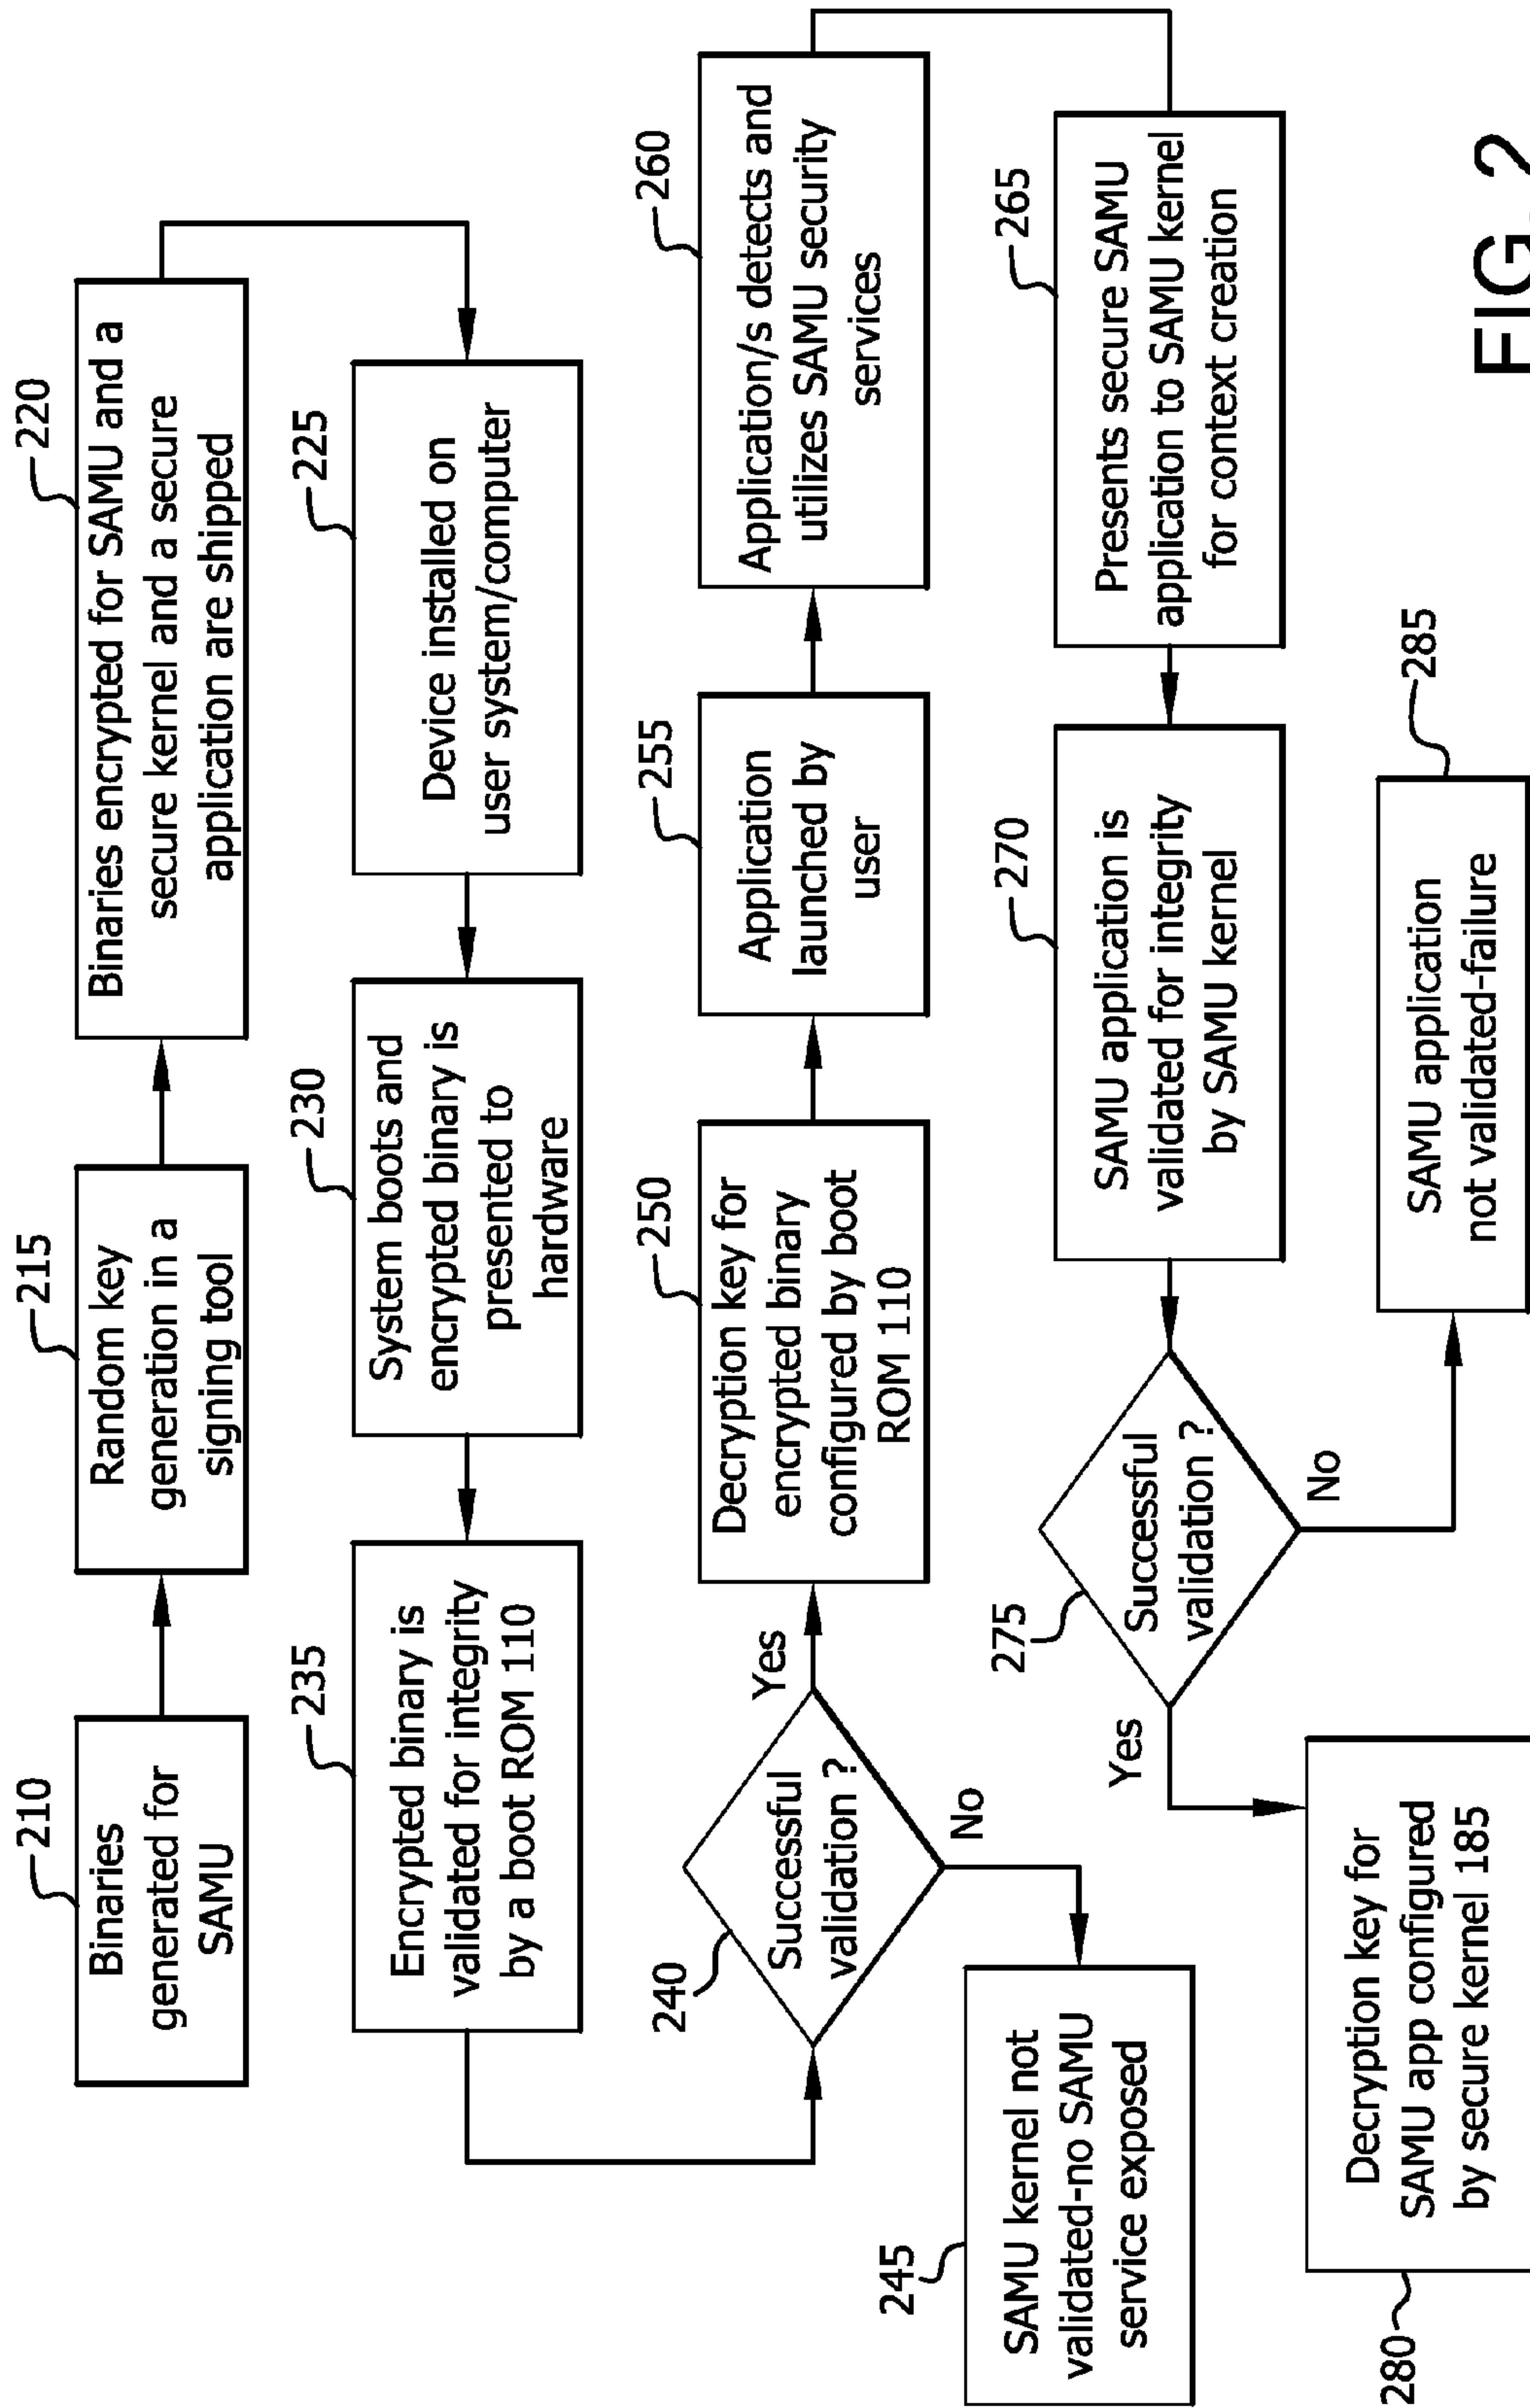 210
Binaries
generated for
SAMU
215
Random key
generation in a
signing tool
220
Binaries encrypted for SAMU and a
secure kernel and a secure
application are shipped
225
Device installed on
user system/computer
230
System boots and
encrypted binary is
presented to
hardware
235
Encrypted binary is
validated for integrity
by a boot ROM 110
240
Successful
validation ?
Yes
No
245
SAMU kernel not
validated-no SAMU
service exposed
250
Decryption key for
encrypted binary
configured by boot
ROM 110
255
Application
launched by
user
260
Application/s detects and
utilizes SAMU security
services
265
Presents secure SAMU
application to SAMU kernel
for context creation
270
SAMU application is
validated for integrity
by SAMU kernel
275
Successful
validation ?
Yes
No
280
Decryption key for
SAMU app configured
by secure kernel 185
285
SAMU application
not validated-failure
FIG. 2